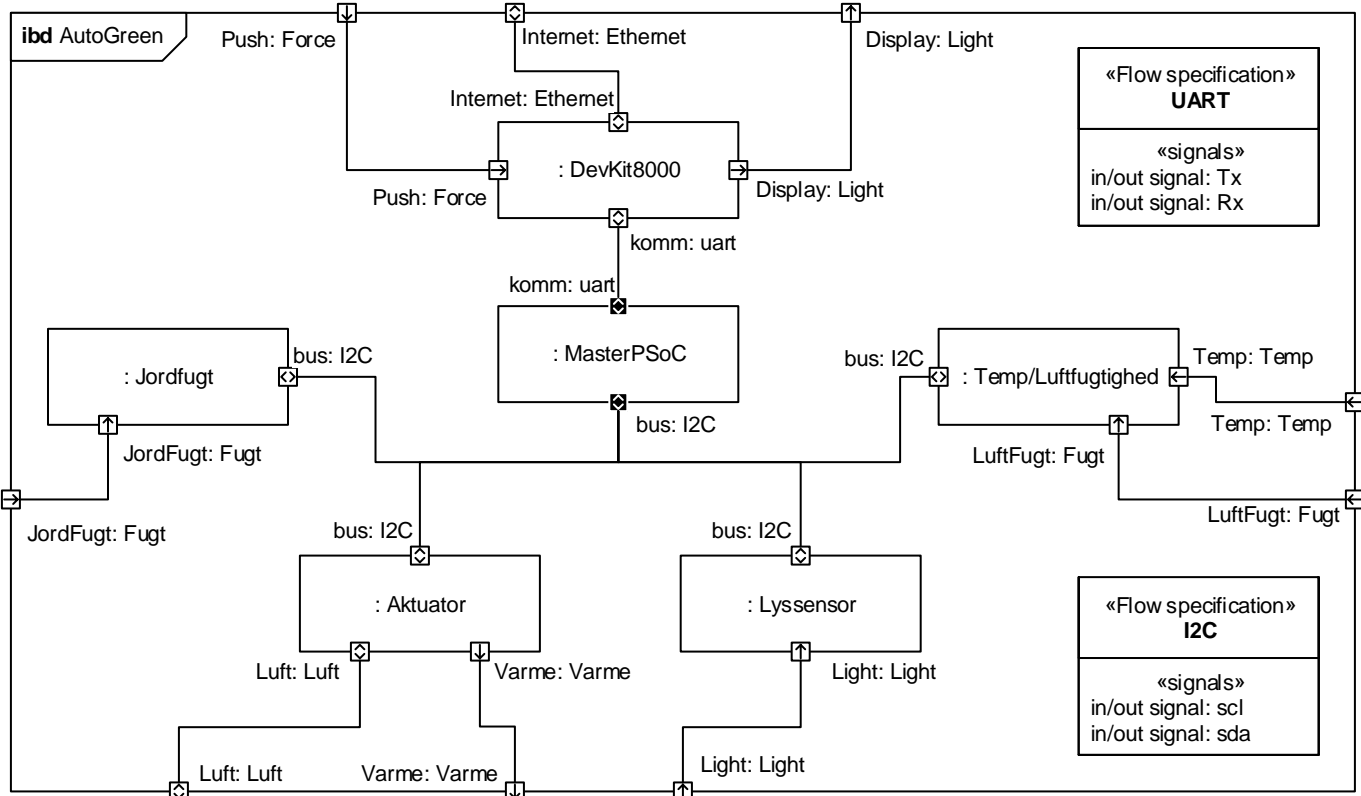 ibd AutoGreen
Push: Force
Internet: Ethernet
Display: Light
Internet: Ethernet
: DevKit8000
Push: Force
Display: Light
komm: uart
«Flow specification»
UART
«signals»
in/out signal: Tx
in/out signal: Rx
komm: uart
: MasterPSoC
bus: I2C
: Jordfugt
bus: I2C
JordFugt: Fugt
JordFugt: Fugt
bus: I2C
: Temp/Luftfugtighed
Temp: Temp
Temp: Temp
LuftFugt: Fugt
LuftFugt: Fugt
bus: I2C
: Aktuator
Luft: Luft
Varme: Varme
Luft: Luft
Varme: Varme
bus: I2C
: Lyssensor
Light: Light
Light: Light
«Flow specification»
I2C
«signals»
in/out signal: scl
in/out signal: sda